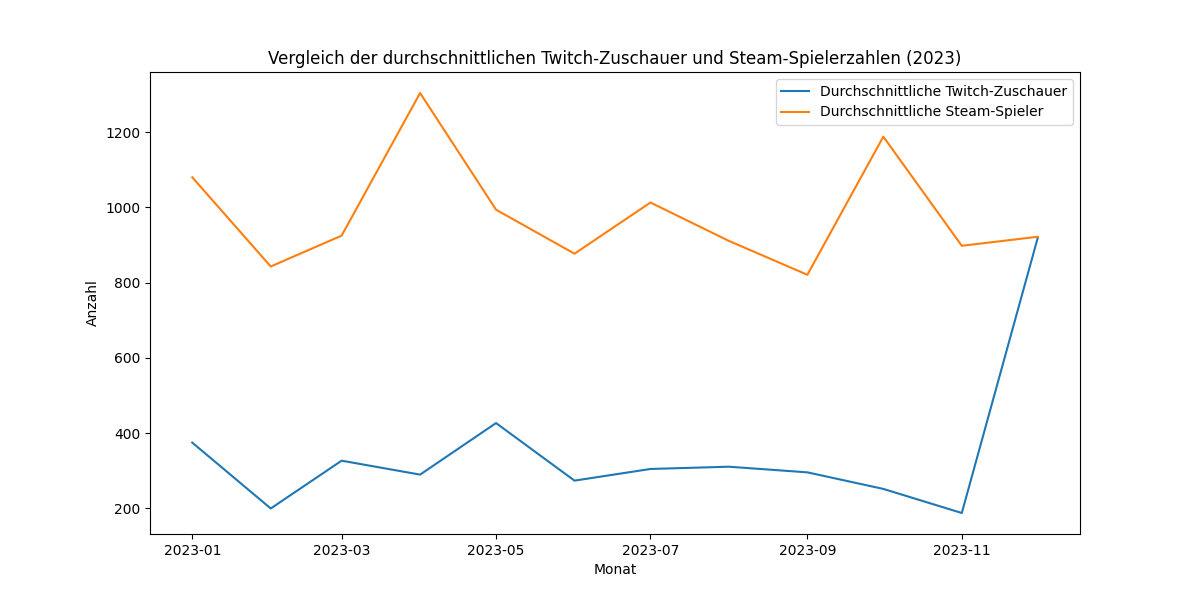 Vergleich der durchschnittlichen Twitch-Zuschauer und Steam-Spielerzahlen (2023)
Durchschnittliche Twitch-Zuschauer
Durchschnittliche Steam-Spieler
Anzahl
1200
1000
800
600
400
200
2023-01 2023-03 2023-05 2023-07 2023-09 2023-11
Monat